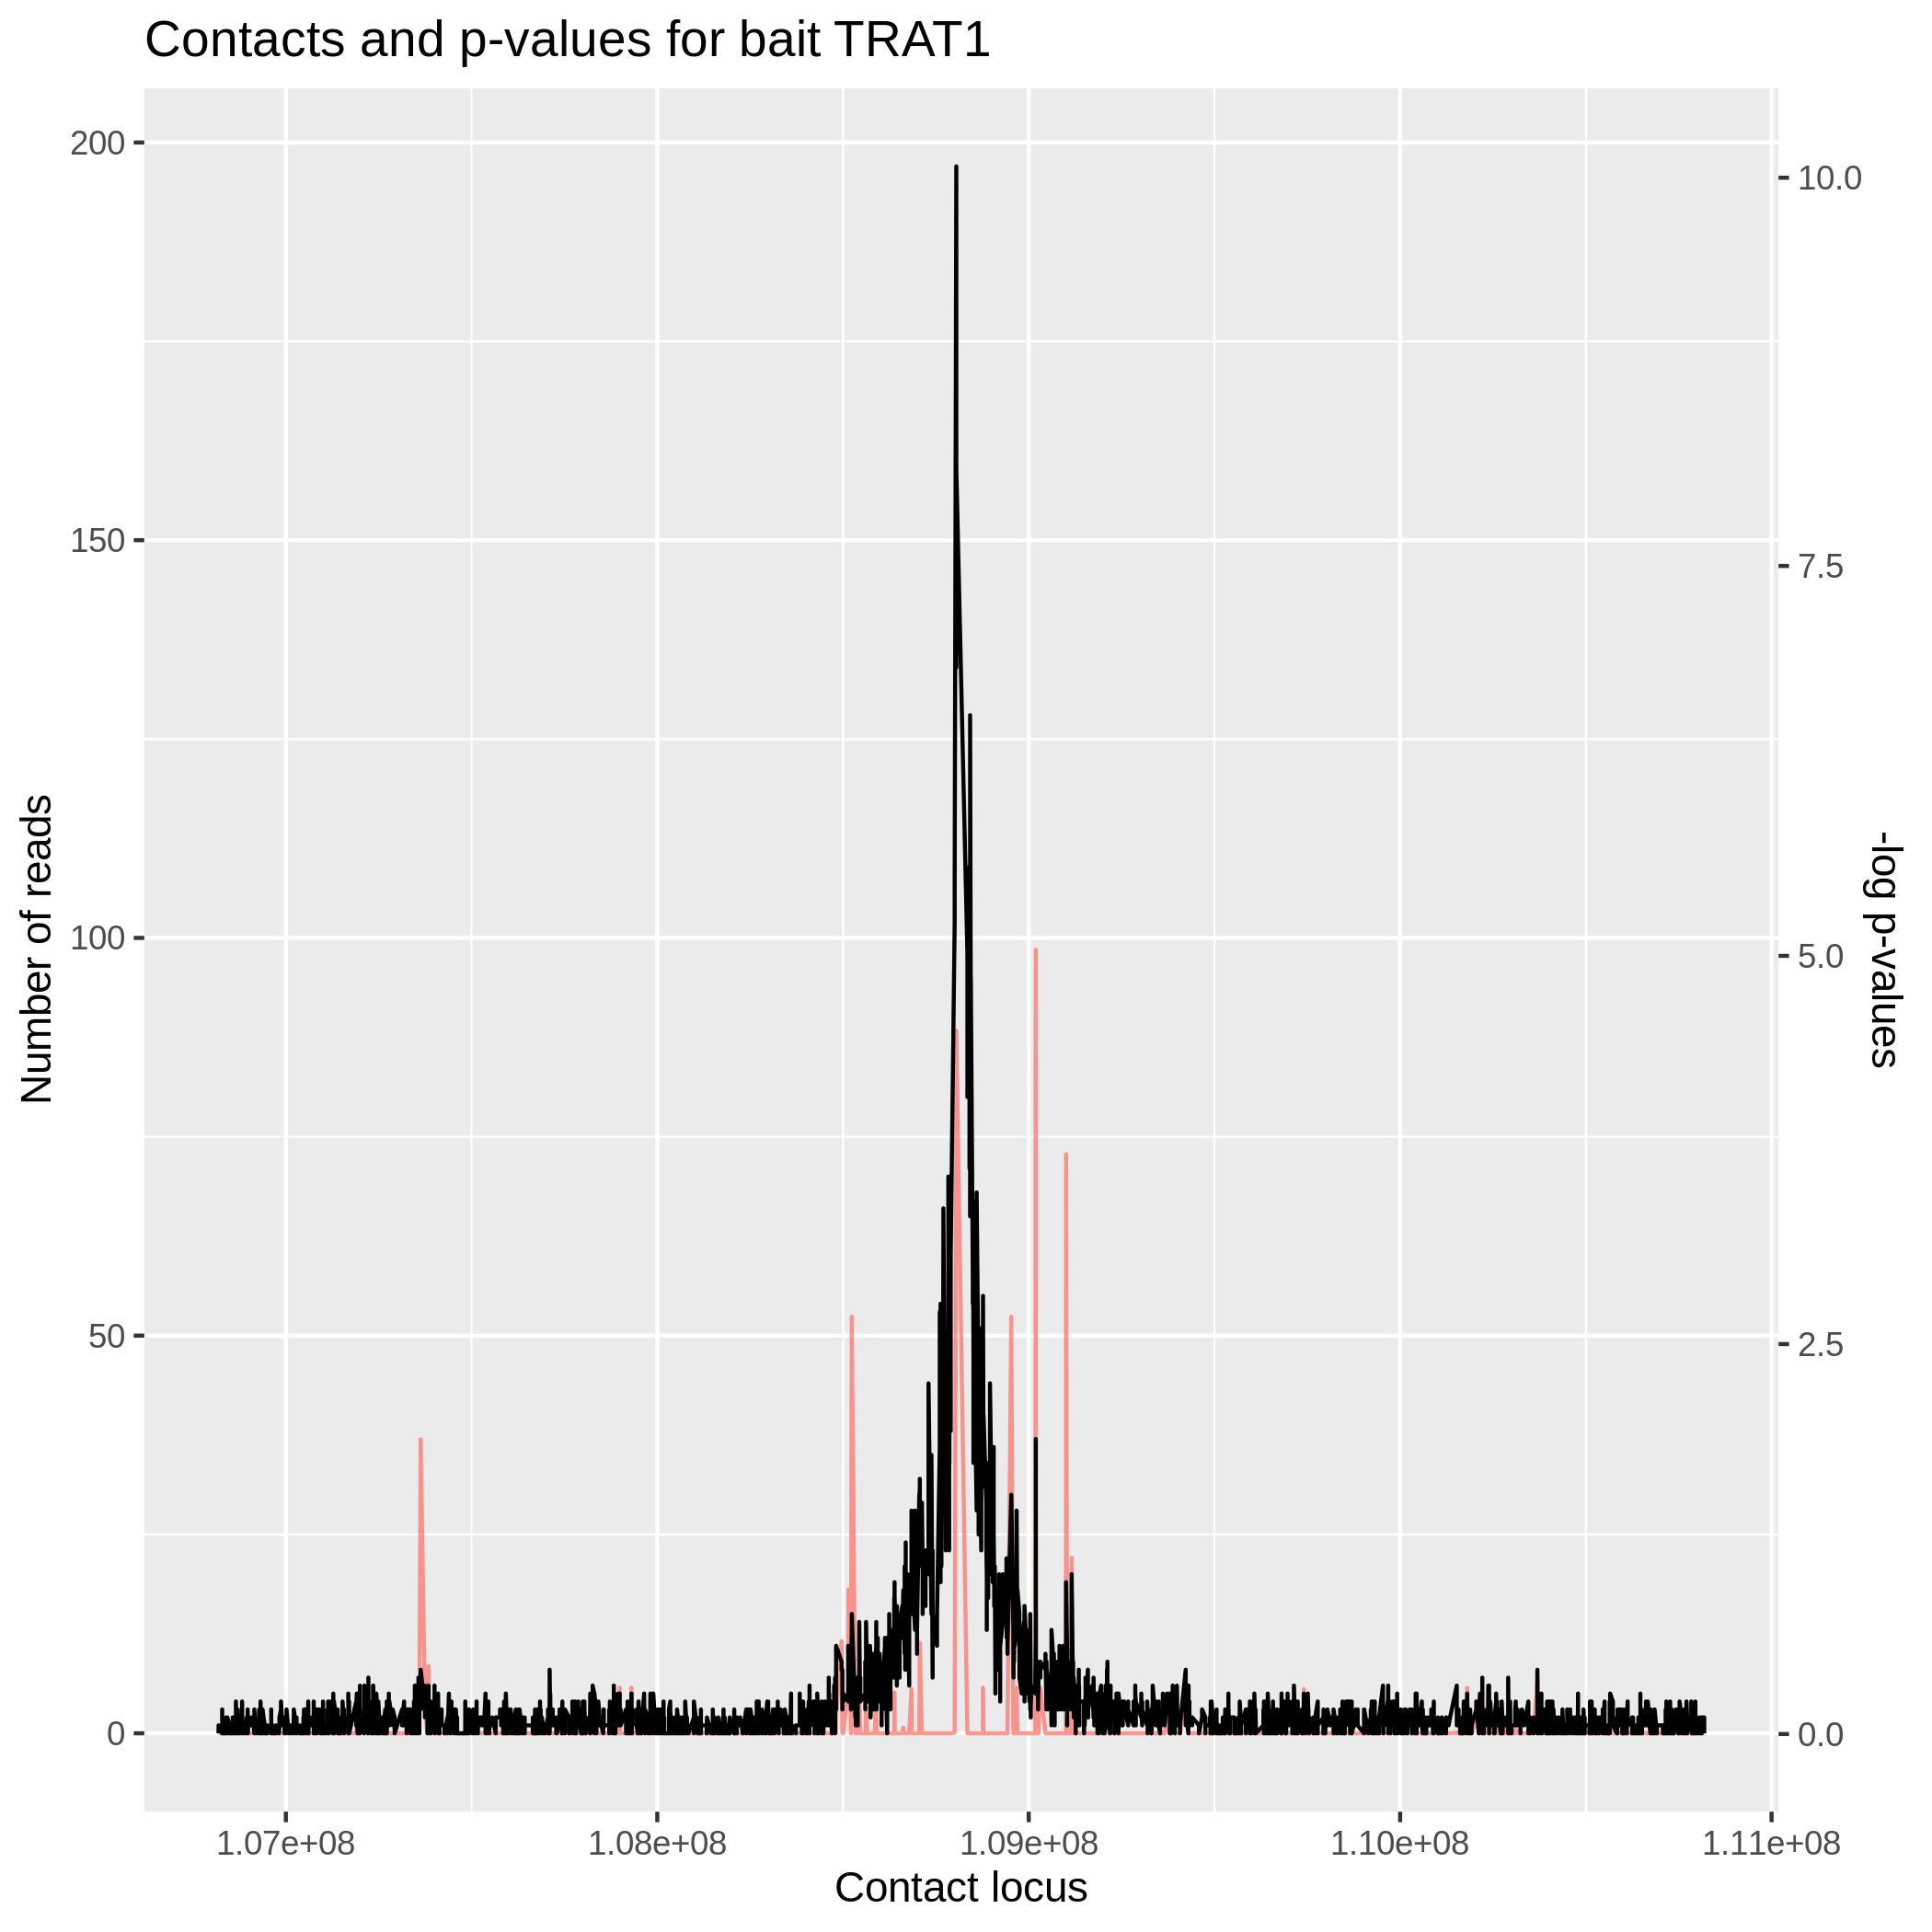 Contacts and p-values for bait TRAT1
200
150
100
50
0
Number of reads
10.0
7.5
5.0
2.5
0.0
-log p-values
1.07e+08
1.08e+08
1.09e+08
1.10e+08
1.11e+08
Contact locus